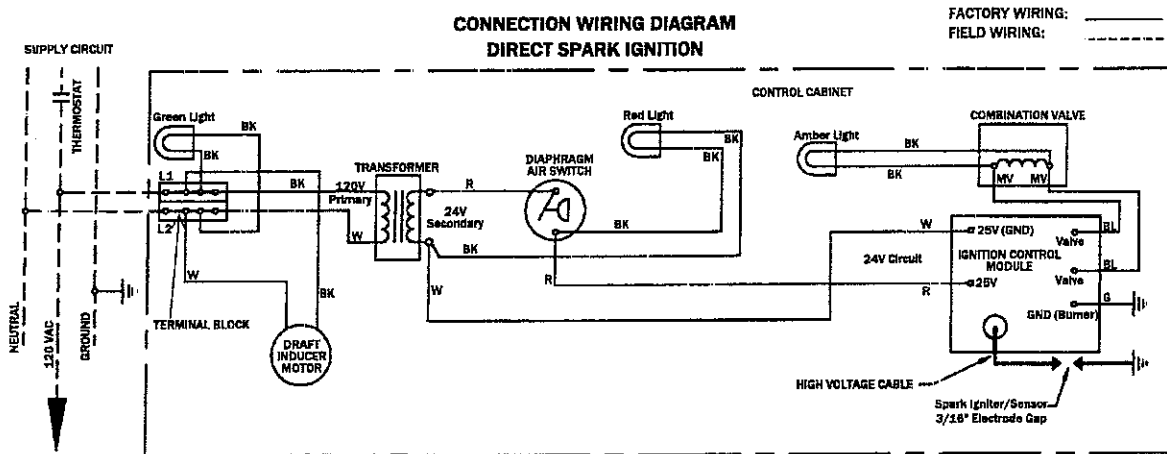 CONNECTION WIRING DIAGRAM
DIRECT SPARK IGNITION
FACTORY WIRING:
FIELD WIRING:
SUPPLY CIRCUIT
THERMOSTAT
NEUTRAL
120 VAC
GROUND
CONTROL CABINET
Green Light
BK
BK
L1
L2
TERMINAL BLOCK
W
BK
DRAFT
INDUCER
MOTOR
BK
W
TRANSFORMER
120V
Primary
24V
Secondary
R
BK
W
DIAPHRAGM
AIR SWITCH
R
BK
Red Light
BK
BK
Amber Light
BK
BK
COMBINATION VALVE
MV
MV
W
24V Circuit
R
25V (GND)
IGNITION CONTROL
MODULE
25V
Valve
BL
Valve
BL
GND (Burner)
G
HIGH VOLTAGE CABLE
Spark Igniter/Sensor
3/16" Electrode Gap